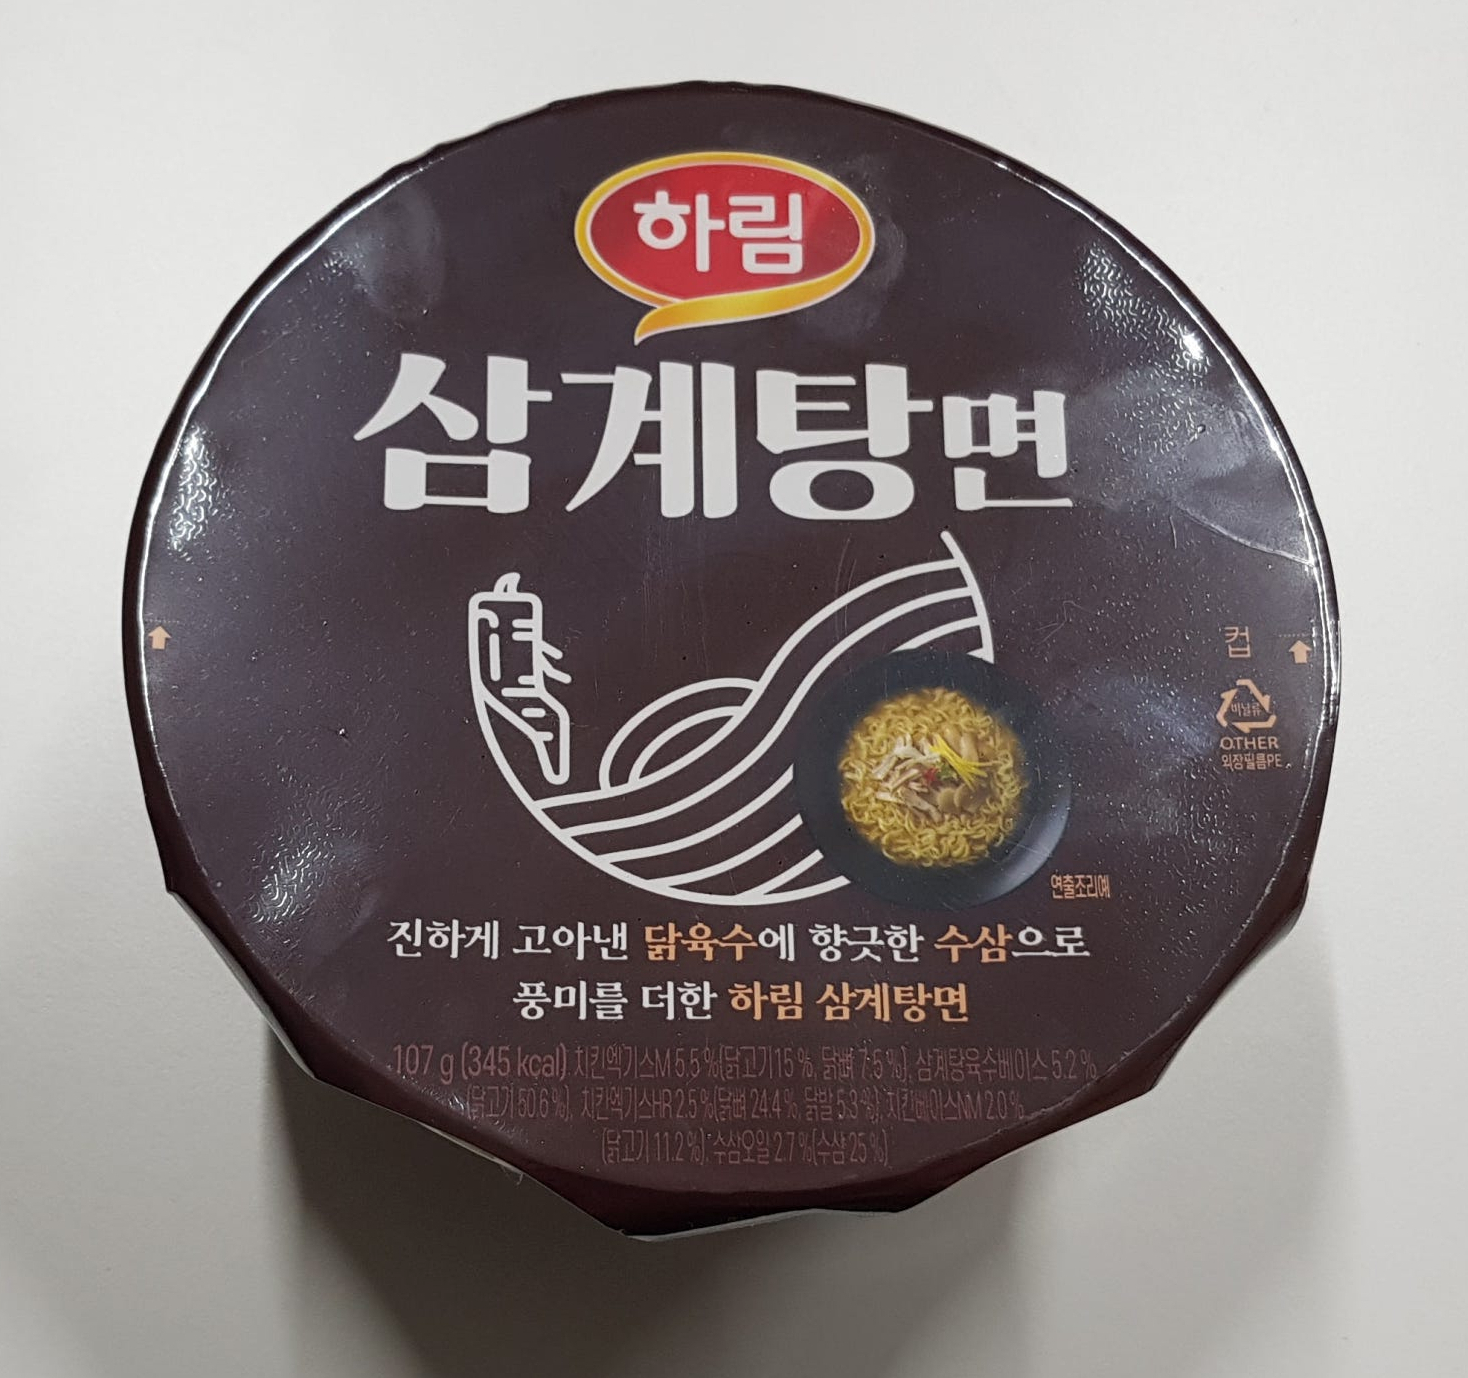 하림
삼계탕면
컵
비닐류
OTHER
외장필름PE
연출조리예
진하게 고아낸 닭육수에 향긋한 수삼으로
풍미를 더한 하림 삼계탕면
107 g (345 kcal) 치킨엑기스M 5.5 %(닭고기 15 %, 닭뼈 7.5 %), 삼계탕육수베이스 5.2 %
(닭고기 50.6 %), 치킨엑기스HR 2.5 %(닭뼈 24.4 %, 닭발 5.3 %), 치킨베이스NM 2.0 %
(닭고기 11.2 %), 수삼오일 2.7 %(수삼 25 %)